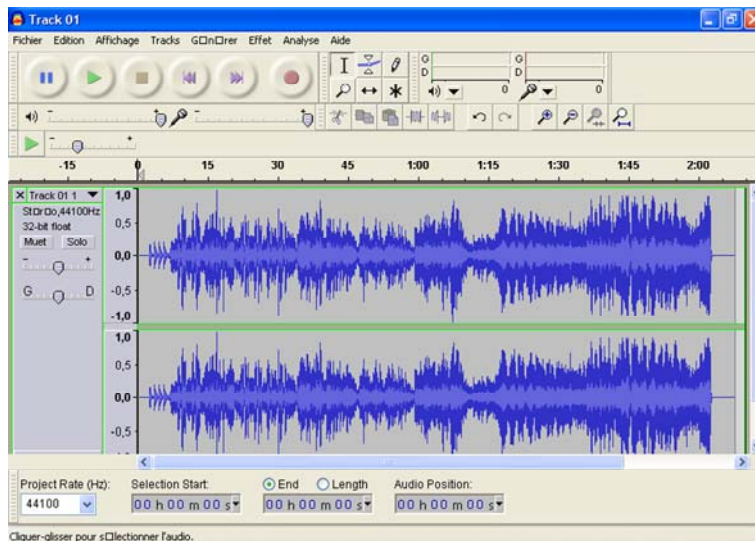 Track 01
Fichier Edition Affichage Tracks G□n□rer Effet Analyse Aide
G
D
0
G
D
0
-15 0 15 30 45 1:00 1:15 1:30 1:45 2:00
Track 01 1
St□r□o,44100Hz
32-bit float
Muet Solo
- +
G D
1,0
0,5
0,0
-0,5
-1,0
1,0
0,5
0,0
-0,5
Project Rate (Hz): Selection Start: End Length Audio Position:
44100 00 h 00 m 00 s 00 h 00 m 00 s 00 h 00 m 00 s
Cliquer-glisser pour s□lectionner l'audio.